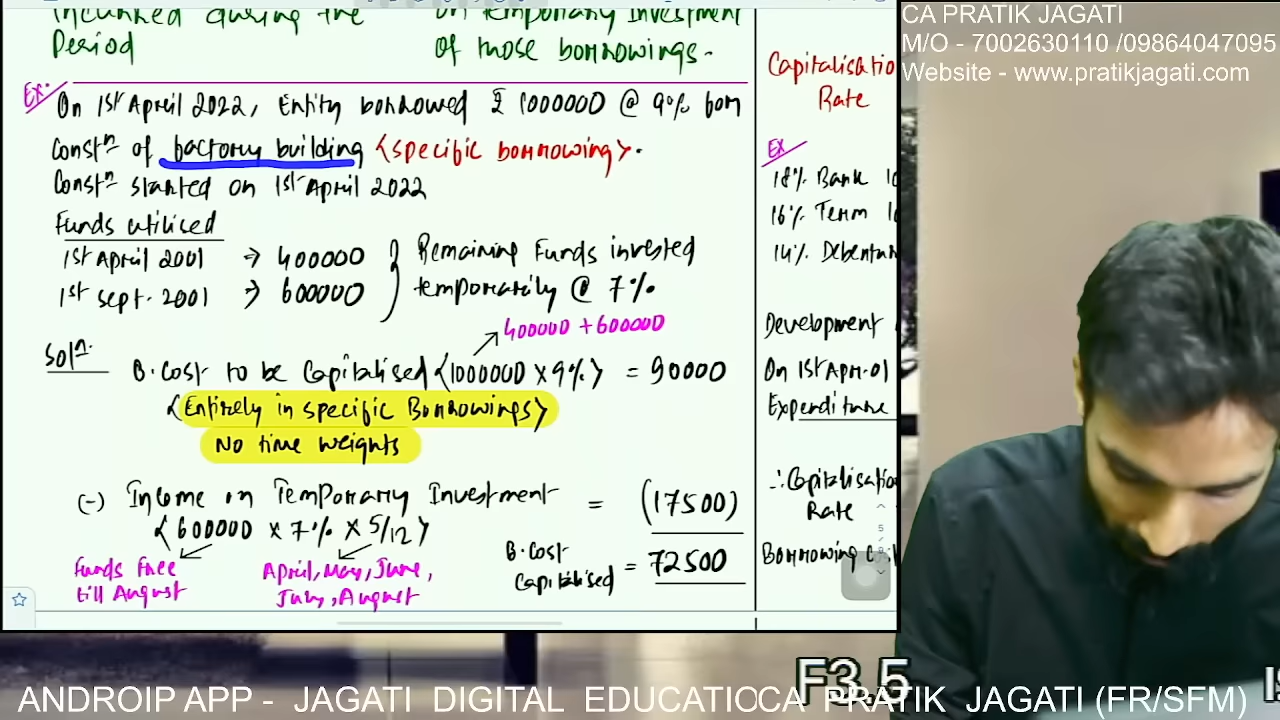 incurred during the
Period
on temporary investment
of those borrowings.
Ex:
On 1st April 2022, Entity borrowed ₹ 1000000 @ 9% for
Constn of factory building <specific borrowing>.
Constn started on 1st April 2022
Funds utilised
1st April 2001 → 400000
1st Sept. 2001 → 600000
Remaining Funds invested
temporarily @ 7%
400000 + 600000
Soln.
B. Cost to be Capitalised <1000000 x 9%> = 90000
<Entirely in specific Borrowings>
No time weights
(-) Income on Temporary Investment = (17500)
<600000 x 7% x 5/12>
Funds Free
till August
April, May, June,
July, August
B. Cost
Capitalised = 72500
Capitalisatio
Rate
Ex
18% Bank
16% Term
14% Debentur
Development
On 1st Apr-01
Expenditure
∴ Capitalisatio
Rate
Borrowing
CA PRATIK JAGATI
M/O - 7002630110 /09864047095
Website - www.pratikjagati.com
F3.5
ANDROIP APP - JAGATI DIGITAL EDUCATIOCA PRATIK JAGATI (FR/SFM)